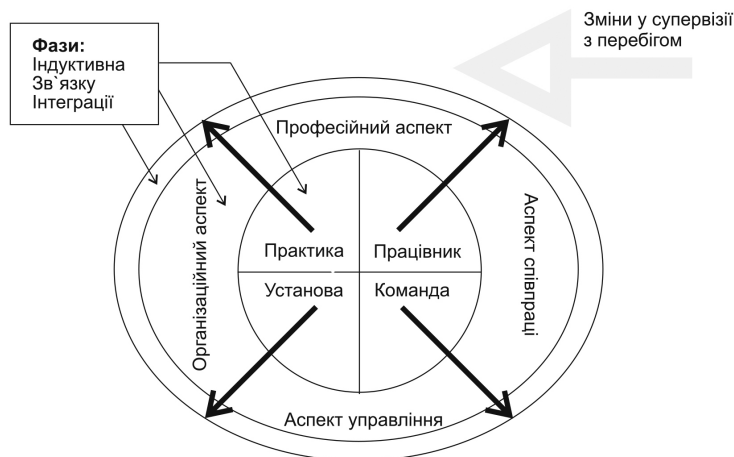 Зміни у супервізії
з перебігом
Фази:
Індуктивна
Зв`язку
Інтеграції
Професійний аспект
Організаційний аспект
Аспект співпраці
Практика
Працівник
Установа
Команда
Аспект управління